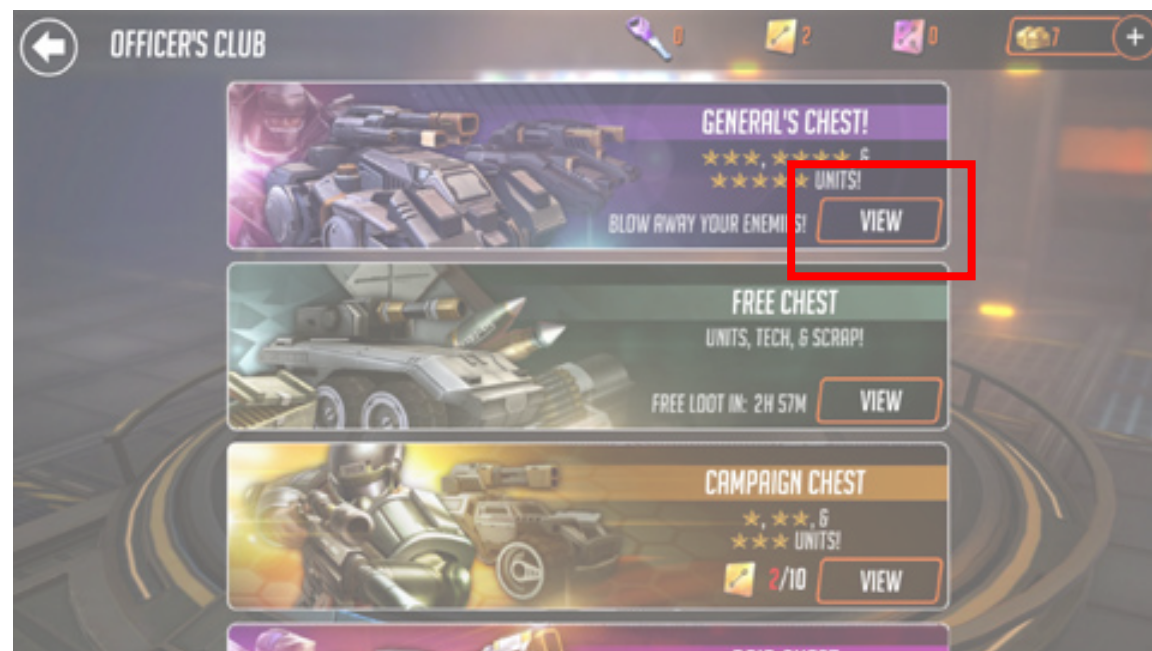 OFFICER'S CLUB
0
2
0
7
+
GENERAL'S CHEST!
★★★, ★★★★ &
★★★★★ UNITS!
BLOW AWAY YOUR ENEMIES!
VIEW
FREE CHEST
UNITS, TECH, & SCRAP!
FREE LOOT IN: 2H 57M
VIEW
CAMPAIGN CHEST
★, ★★, &
★★★ UNITS!
2/10
VIEW